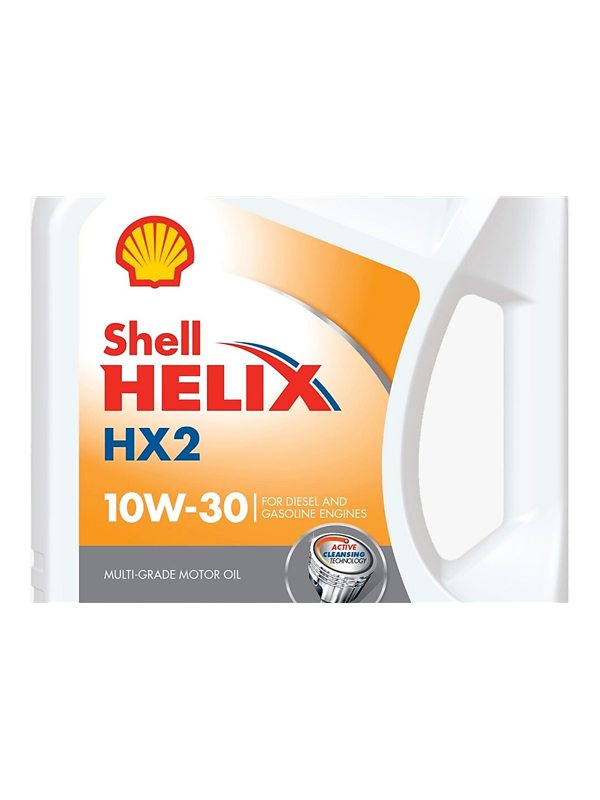 Shell
HELIX
HX2
10W-30
FOR DIESEL AND
GASOLINE ENGINES
ACTIVE
CLEANSING
TECHNOLOGY
MULTI-GRADE MOTOR OIL